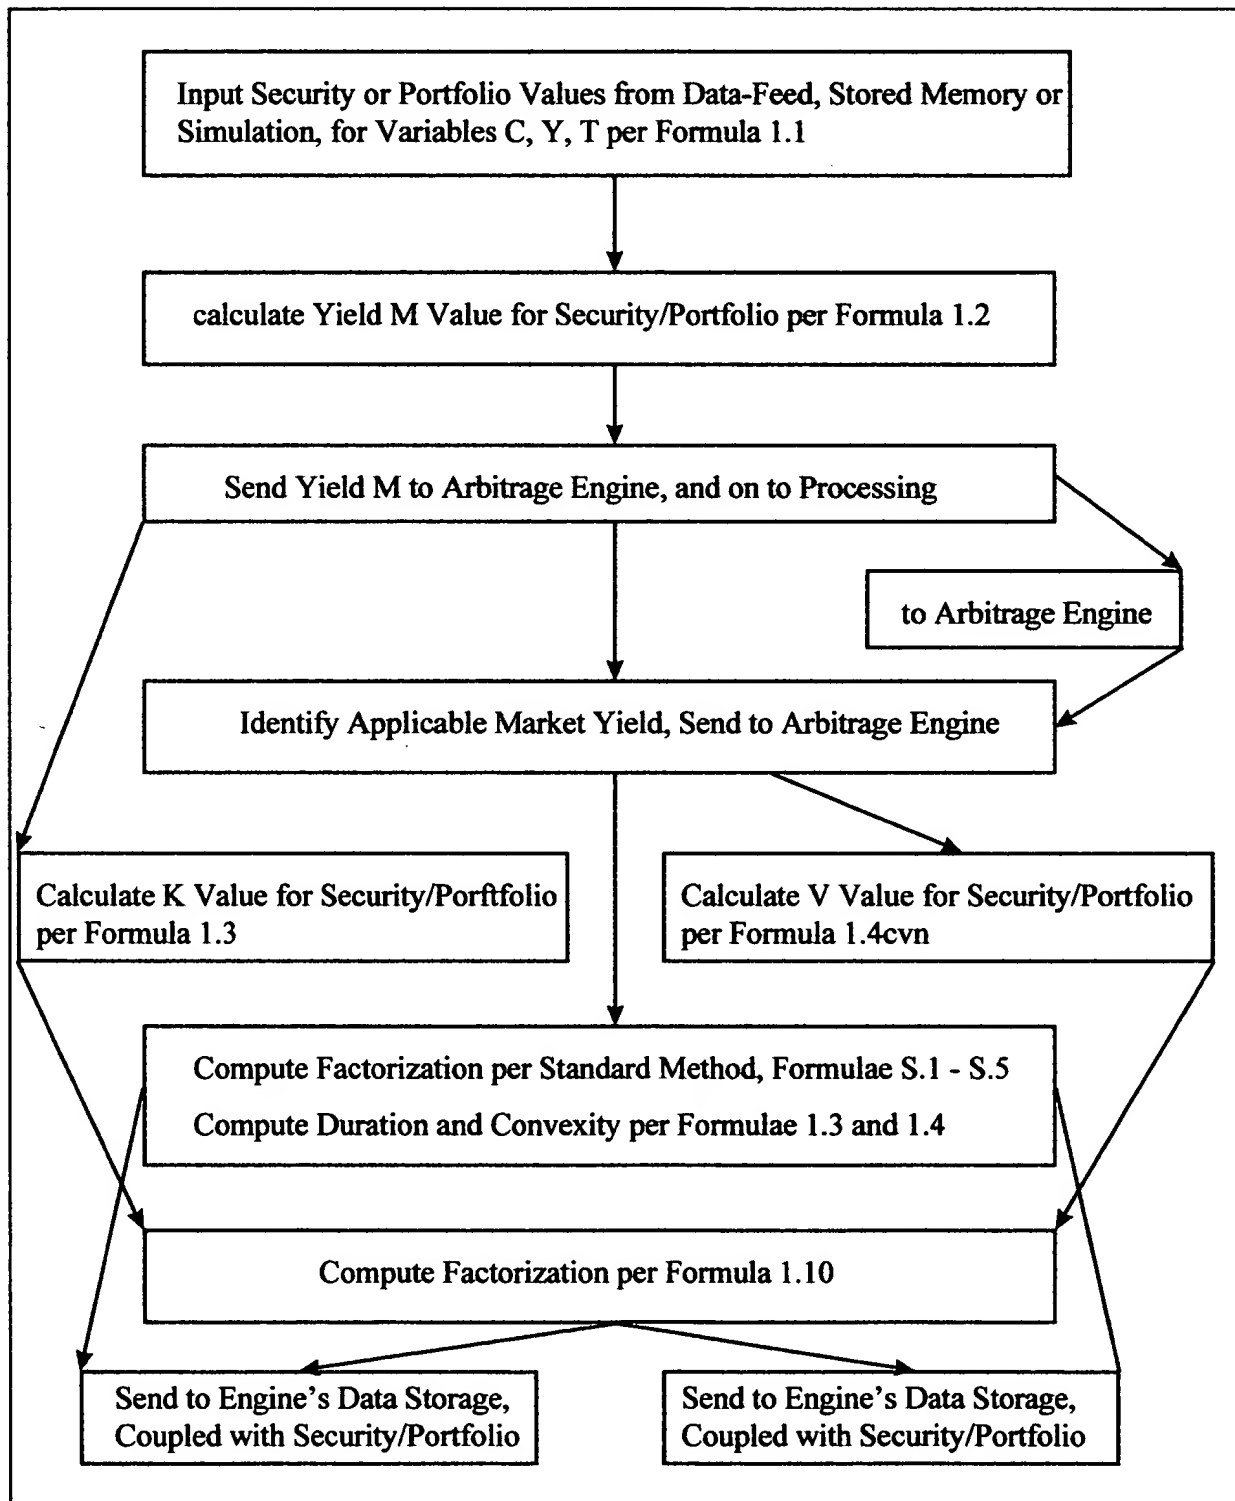 Input Security or Portfolio Values from Data-Feed, Stored Memory or
Simulation, for Variables C, Y, T per Formula 1.1
calculate Yield M Value for Security/Portfolio per Formula 1.2
Send Yield M to Arbitrage Engine, and on to Processing
to Arbitrage Engine
Identify Applicable Market Yield, Send to Arbitrage Engine
Calculate K Value for Security/Porftfolio
per Formula 1.3
Calculate V Value for Security/Portfolio
per Formula 1.4cvn
Compute Factorization per Standard Method, Formulae S.1 - S.5
Compute Duration and Convexity per Formulae 1.3 and 1.4
Compute Factorization per Formula 1.10
Send to Engine's Data Storage,
Coupled with Security/Portfolio
Send to Engine's Data Storage,
Coupled with Security/Portfolio